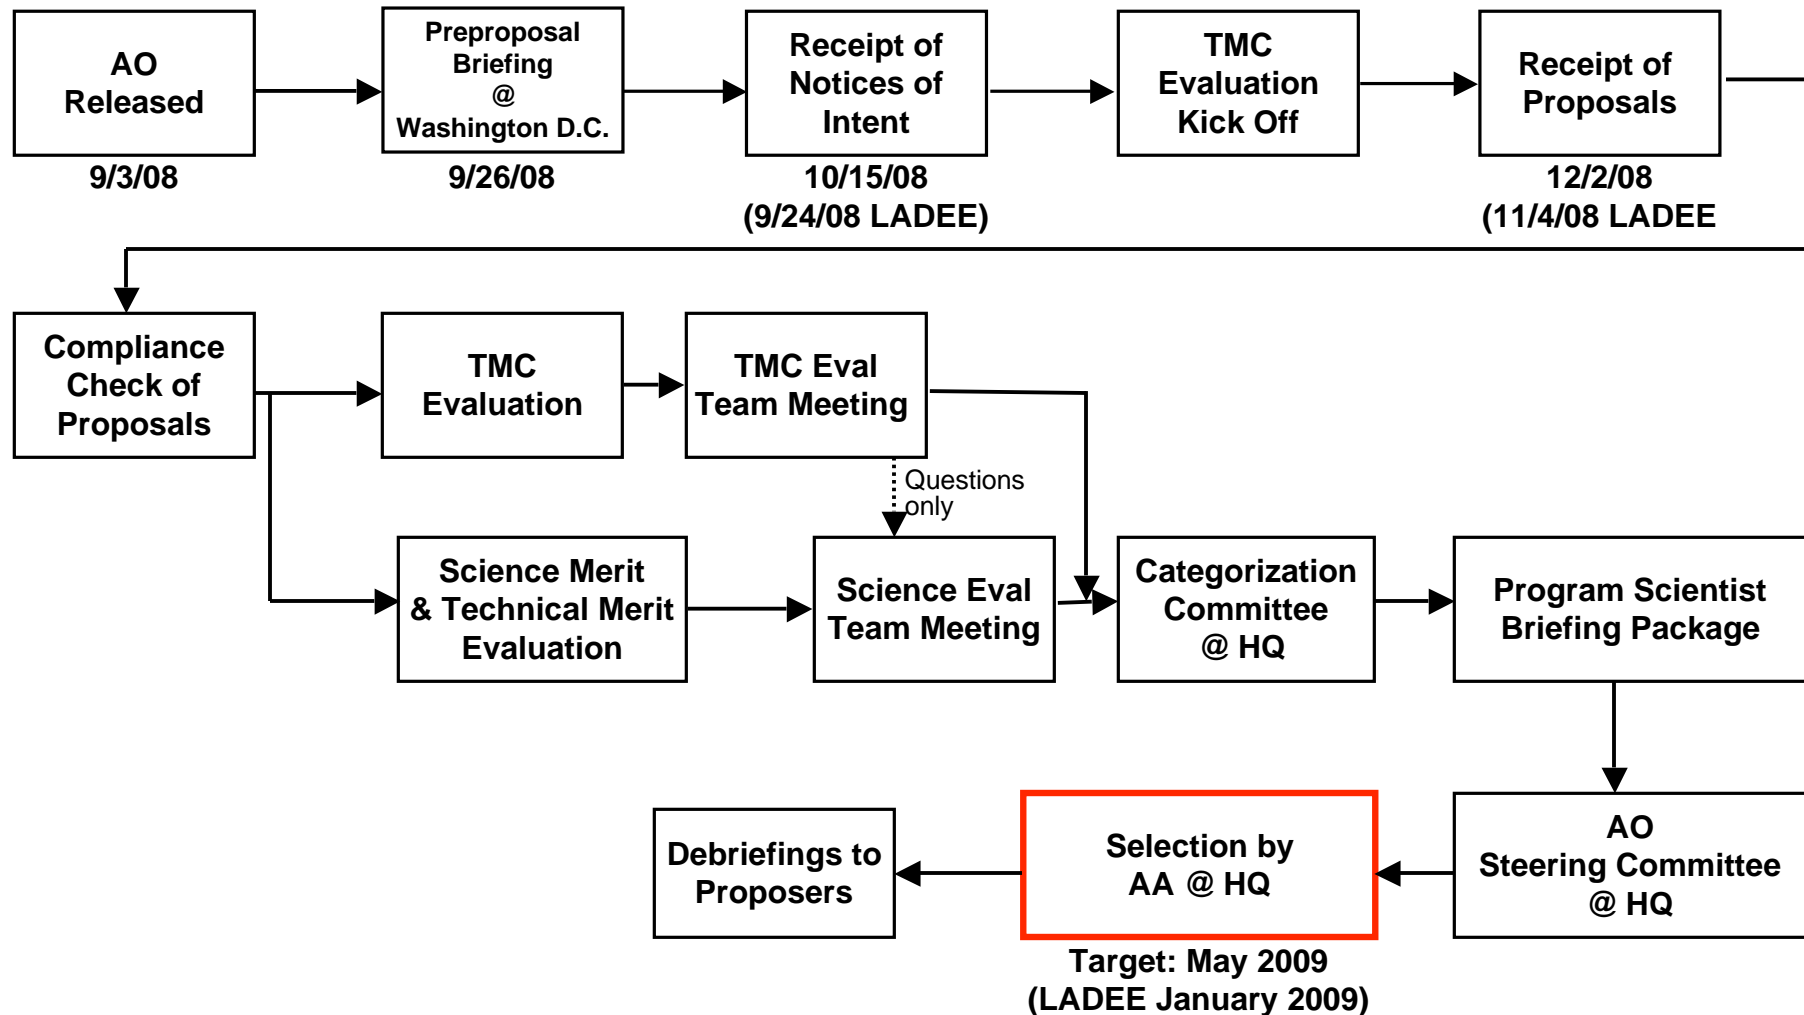 AO
Released
9/3/08
Preproposal
Briefing
@
Washington D.C.
9/26/08
Receipt of
Notices of
Intent
10/15/08
(9/24/08 LADEE)
TMC
Evaluation
Kick Off
Receipt of
Proposals
12/2/08
(11/4/08 LADEE
Compliance
Check of
Proposals
TMC
Evaluation
TMC Eval
Team Meeting
Questions
only
Science Merit
& Technical Merit
Evaluation
Science Eval
Team Meeting
Categorization
Committee
@ HQ
Program Scientist
Briefing Package
AO
Steering Committee
@ HQ
Selection by
AA @ HQ
Target: May 2009
(LADEE January 2009)
Debriefings to
Proposers